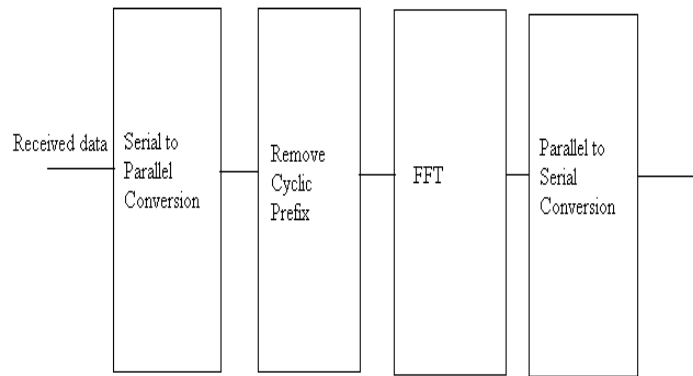 Received data
Serial to
Parallel
Conversion
Remove
Cyclic
Prefix
FFT
Parallel to
Serial
Conversion